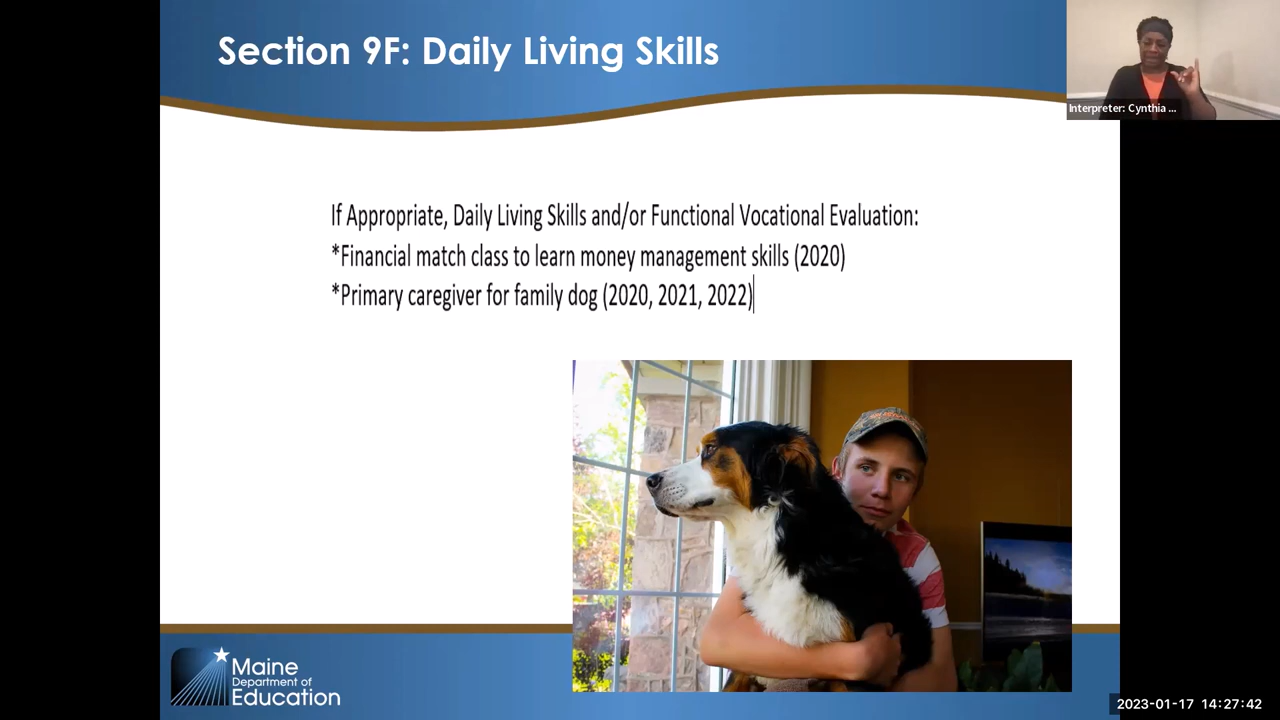 Section 9F: Daily Living Skills
Interpreter: Cynthia ...
If Appropriate, Daily Living Skills and/or Functional Vocational Evaluation:
*Financial match class to learn money management skills (2020)
*Primary caregiver for family dog (2020, 2021, 2022)
Maine
Department of
Education
2023-01-17 14:27:42